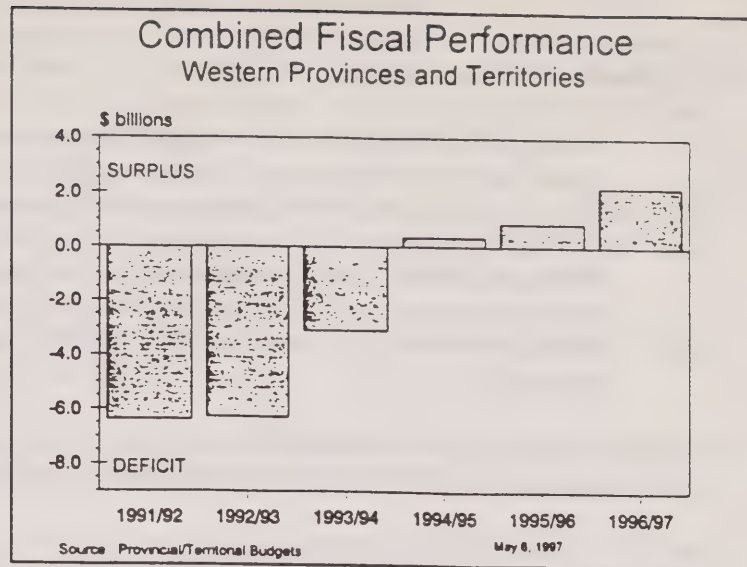 Combined Fiscal Performance
Western Provinces and Territories
$ billions
4.0
SURPLUS
2.0
0.0
-2.0
-4.0
-6.0
-8.0
DEFICIT
1991/92 1992/93 1993/94 1994/95 1995/96 1996/97
Source Provincial/Territorial Budgets May 6, 1997